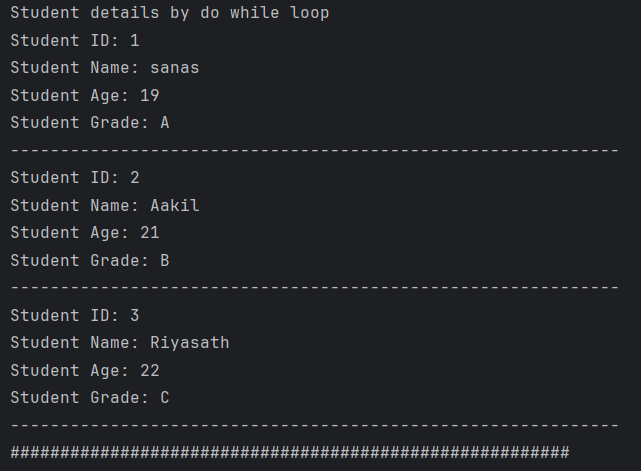 Student details by do while loop
Student ID: 1
Student Name: sanas
Student Age: 19
Student Grade: A
-------------------------------------------------------------
Student ID: 2
Student Name: Aakil
Student Age: 21
Student Grade: B
-------------------------------------------------------------
Student ID: 3
Student Name: Riyasath
Student Age: 22
Student Grade: C
-------------------------------------------------------------
########################################################